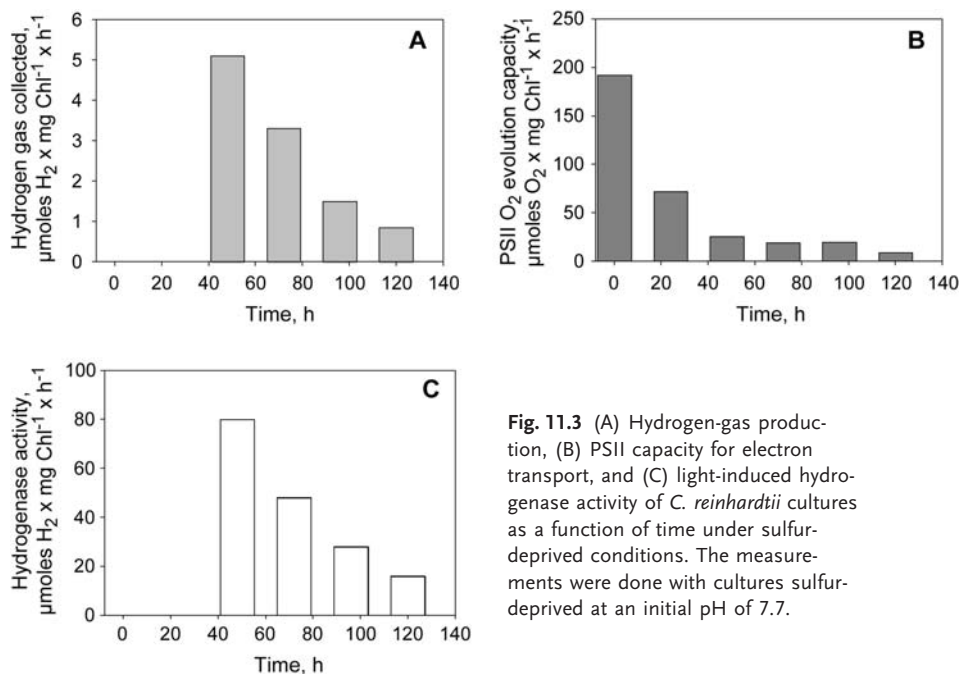 Hydrogen gas collected,
μmoles H2 x mg Chl-1 x h-1
6
5
4
3
2
1
0
A
0 20 40 60 80 100 120 140
Time, h
PSII O2 evolution capacity,
μmoles O2 x mg Chl-1 x h-1
250
200
150
100
50
0
B
0 20 40 60 80 100 120 140
Time, h
Hydrogenase activity,
μmoles H2 x mg Chl-1 x h-1
100
80
60
40
20
0
C
0 20 40 60 80 100 120 140
Time, h
Fig. 11.3 (A) Hydrogen-gas produc-
tion, (B) PSII capacity for electron
transport, and (C) light-induced hydro-
genase activity of C. reinhardtii cultures
as a function of time under sulfur-
deprived conditions. The measure-
ments were done with cultures sulfur-
deprived at an initial pH of 7.7.